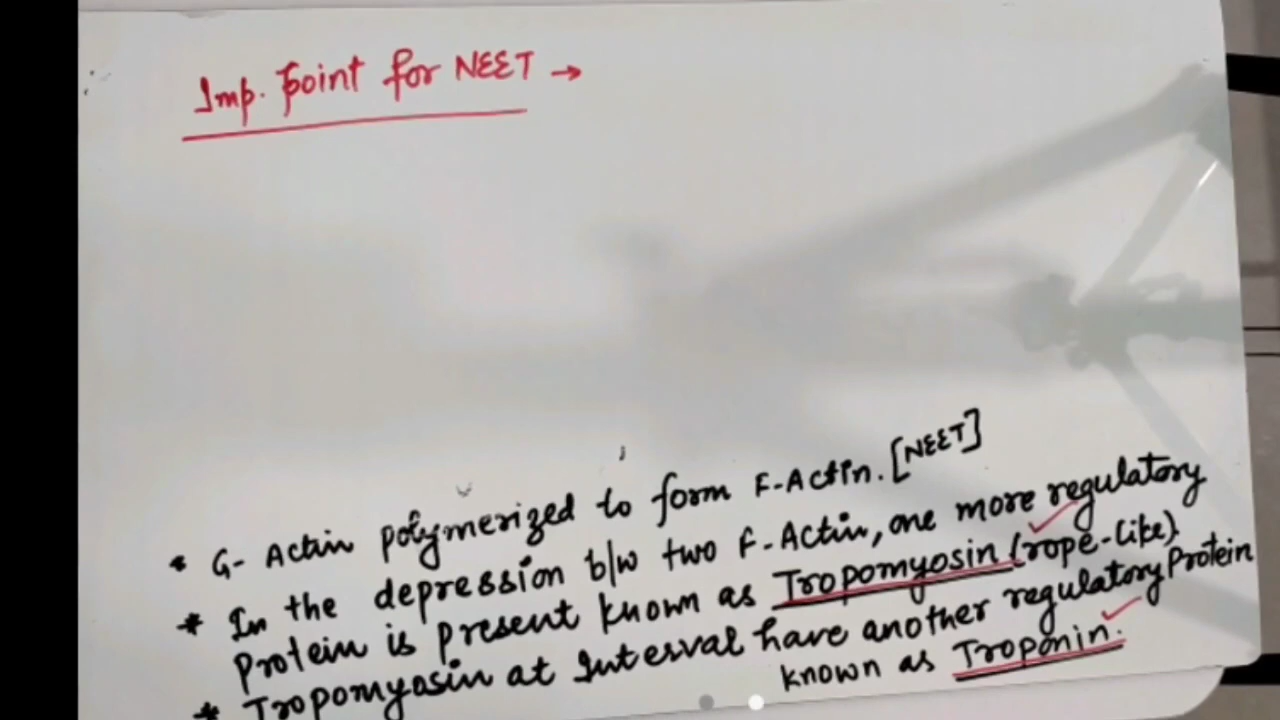 Imp. point for NEET →
* G- Actin polymerized to form F-Actin. [NEET]
* In the depression b/w two F-Actin, one more regulatory
Protein is present known as Tropomyosin (rope-like).
* Tropomyosin at Interval have another regulatory Protein
known as Troponin.